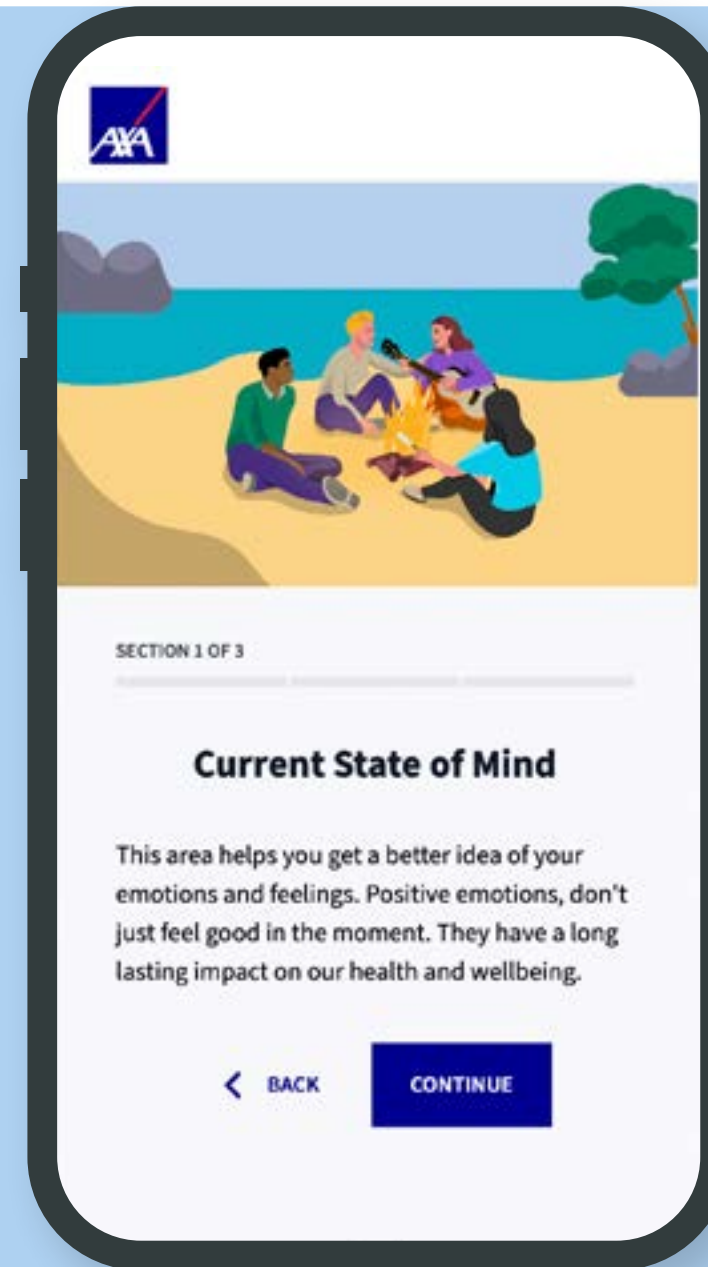 AXA
SECTION 1 OF 3
Current State of Mind
This area helps you get a better idea of your
emotions and feelings. Positive emotions, don't
just feel good in the moment. They have a long
lasting impact on our health and wellbeing.
BACK
CONTINUE